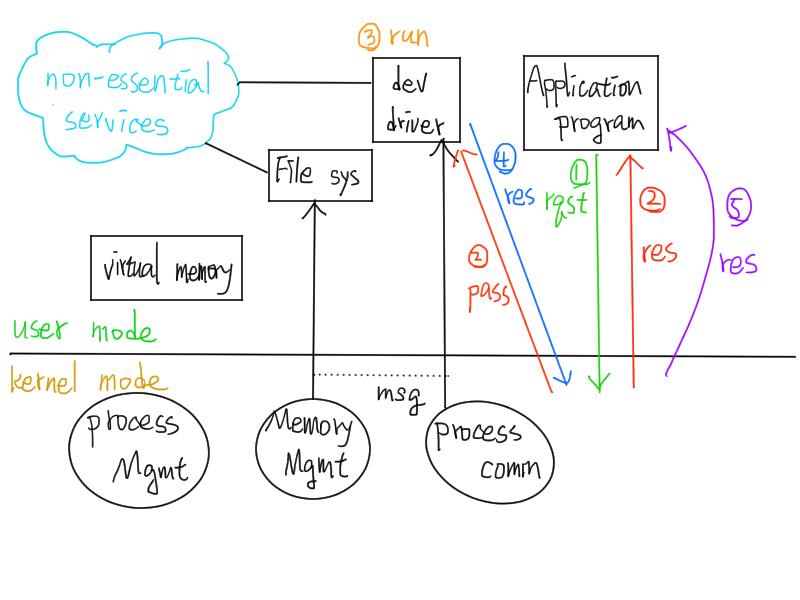 ③ run
non-essential
services
dev
driver
Application
program
File sys
④
res
①
rqst
②
res
⑤
res
②
pass
virtual memory
user mode
kernel mode
msg
process
Mgmt
Memory
Mgmt
process
comm